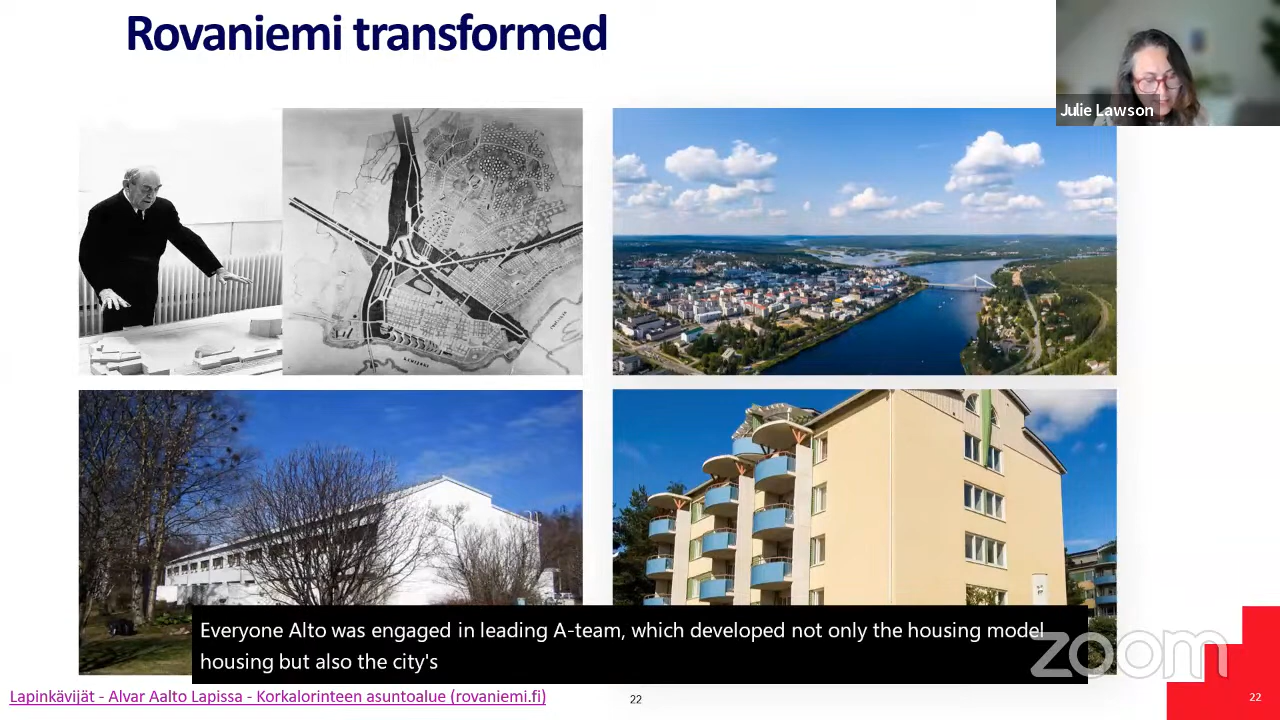 Rovaniemi transformed
Julie Lawson
Everyone Alto was engaged in leading A-team, which developed not only the housing model
housing but also the city's
zoom
Lapinkävijät - Alvar Aalto Lapissa - Korkalorinteen asuntoalue (rovaniemi.fi)
22
22